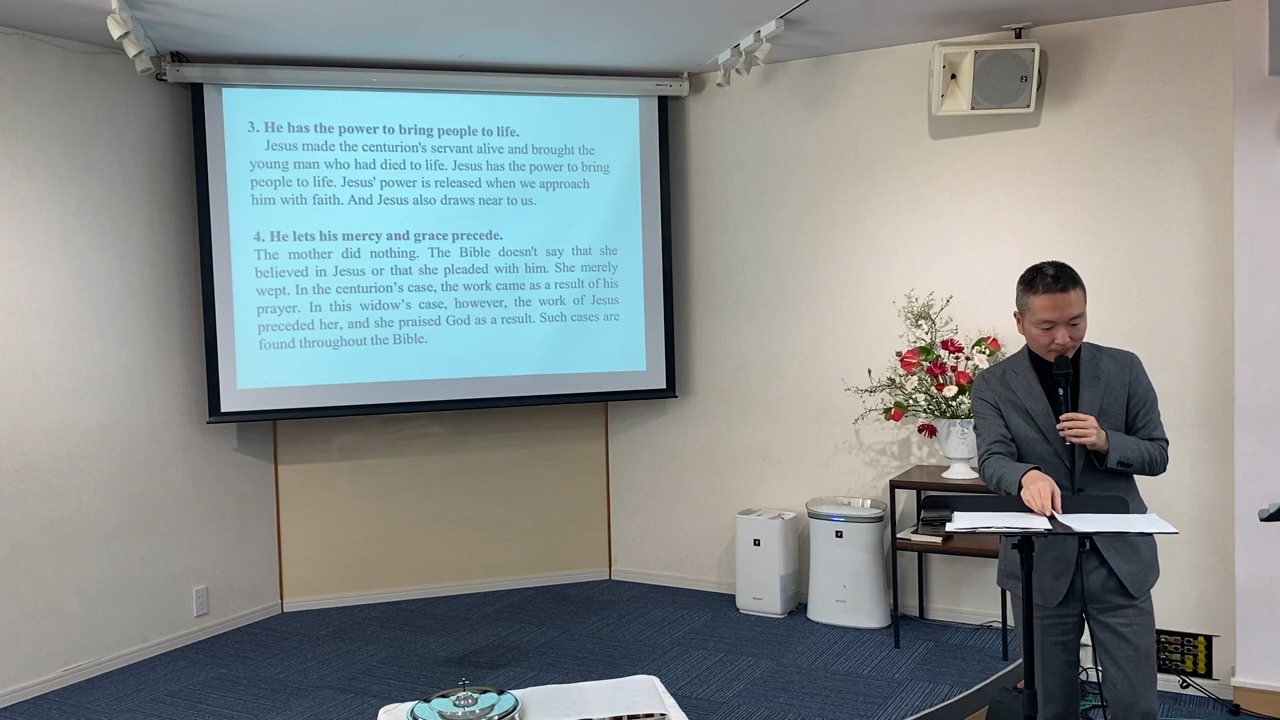 3. He has the power to bring people to life.
Jesus made the centurion's servant alive and brought the
young man who had died to life. Jesus has the power to bring
people to life. Jesus' power is released when we approach
him with faith. And Jesus also draws near to us.
4. He lets his mercy and grace precede.
The mother did nothing. The Bible doesn't say that she
believed in Jesus or that she pleaded with him. She merely
wept. In the centurion’s case, the work came as a result of his
prayer. In this widow’s case, however, the work of Jesus
preceded her, and she praised God as a result. Such cases are
found throughout the Bible.